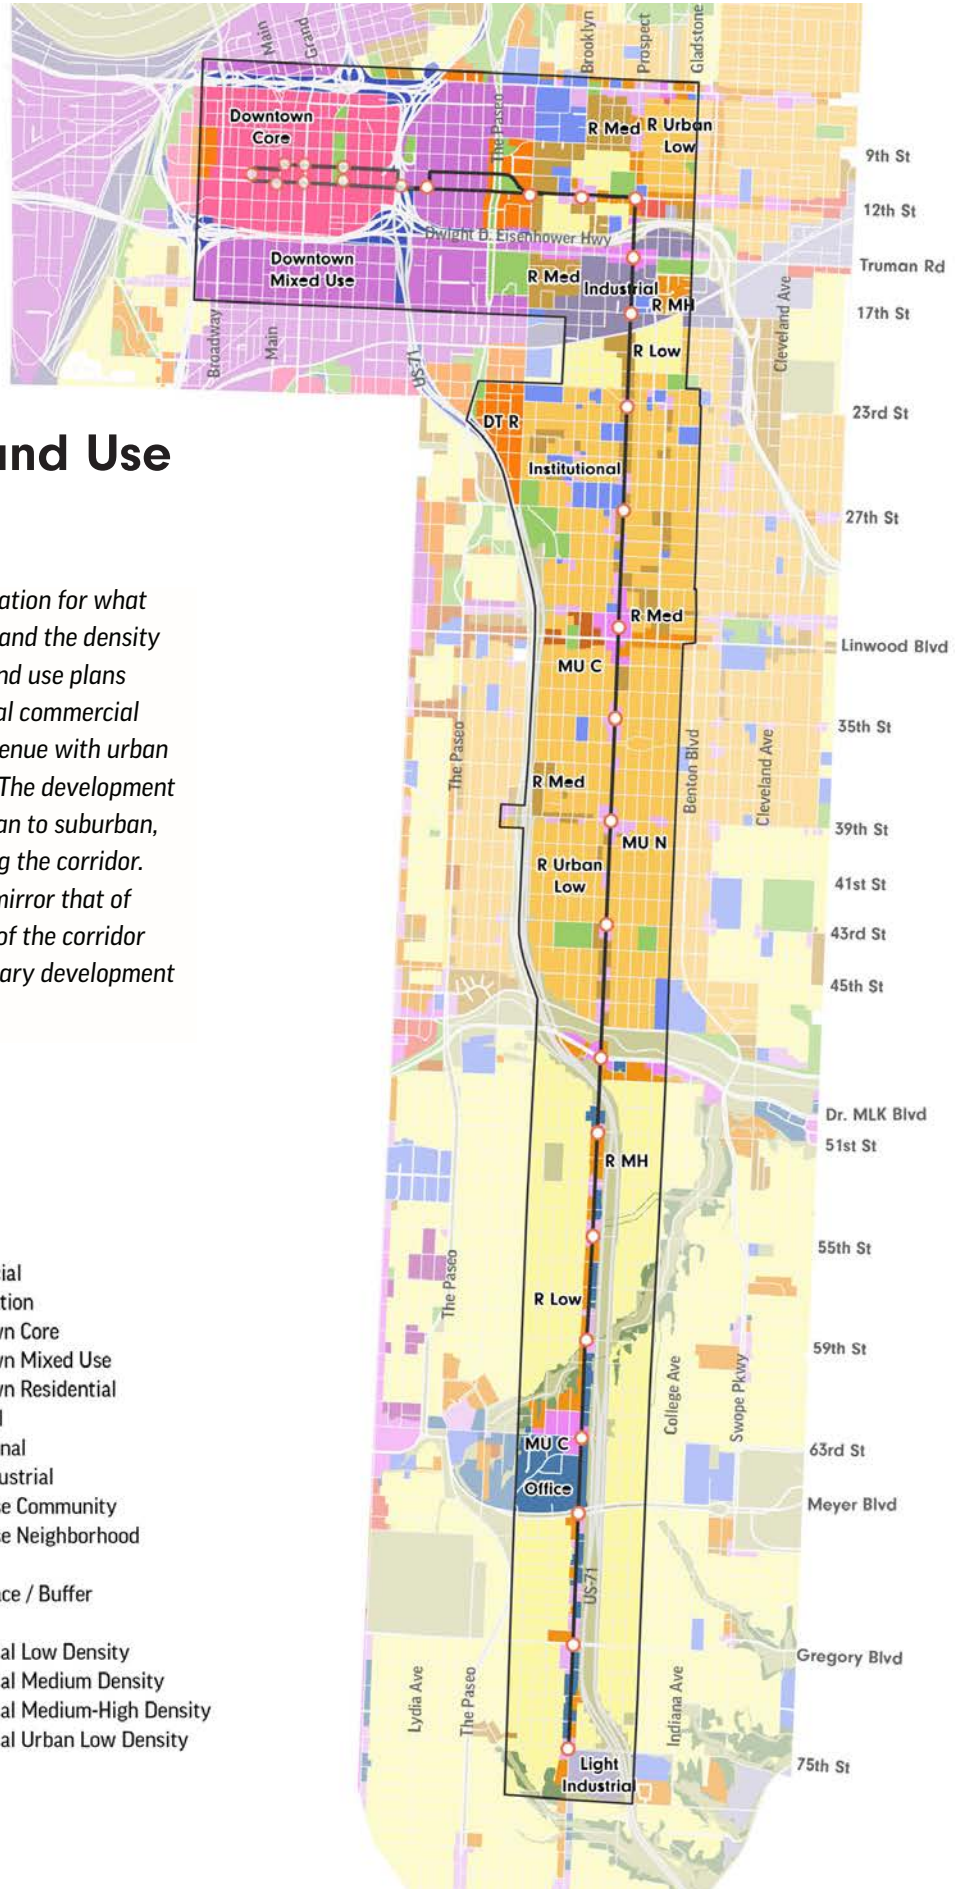 Main
Grand
Brooklyn
Prospect
Gladstone
Downtown
Core
The Paseo
R Med
R Urban
Low
9th St
12th St
Dwight D. Eisenhower Hwy
Truman Rd
Downtown
Mixed Use
R Med
Industrial
R MH
17th St
Cleveland Ave
Broadway
Main
US-71
R Low
23rd St
DT R
and Use
Institutional
27th St
ation for what
and the density
nd use plans
al commercial
enue with urban
The development
an to suburban,
g the corridor.
mirror that of
of the corridor
ary development
R Med
Linwood Blvd
MU C
35th St
The Paseo
Benton Blvd
Cleveland Ave
R Med
39th St
MU N
R Urban
Low
41st St
43rd St
45th St
Dr. MLK Blvd
51st St
R MH
55th St
The Paseo
R Low
59th St
College Ave
Swope Pkwy
63rd St
MU C
Office
Meyer Blvd
US-71
Gregory Blvd
Lydia Ave
The Paseo
Indiana Ave
75th St
Light
Industrial
ial
tion
n Core
n Mixed Use
n Residential
l
nal
ustrial
se Community
se Neighborhood
ace / Buffer
al Low Density
al Medium Density
al Medium-High Density
al Urban Low Density